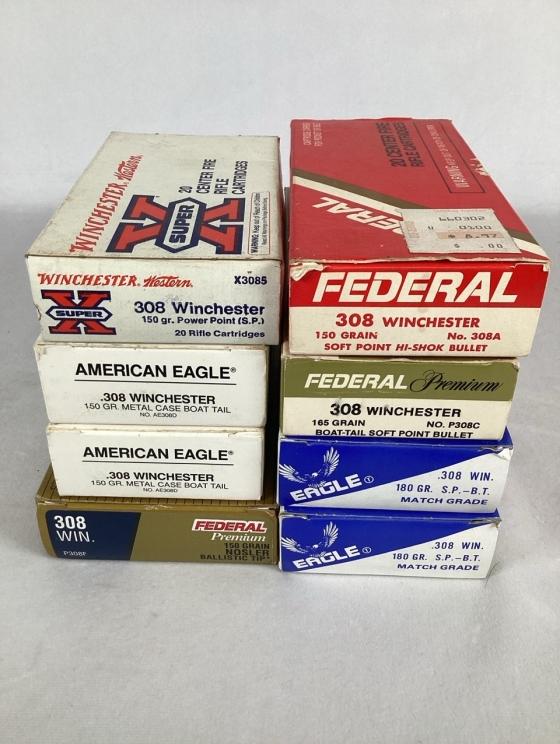 WINCHESTER Western
SUPER X
20
CENTER FIRE
RIFLE
CARTRIDGES
WINCHESTER Western X3085
SUPER X
308 Winchester
150 gr. Power Point (S.P.)
20 Rifle Cartridges
AMERICAN EAGLE®
.308 WINCHESTER
150 GR. METAL CASE BOAT TAIL
NO. AE308D
AMERICAN EAGLE®
.308 WINCHESTER
150 GR. METAL CASE BOAT TAIL
NO. AE308D
308
WIN.
P308F
FEDERAL
Premium
150 GRAIN
NOSLER
BALLISTIC TIP®
20 CENTER FIRE
RIFLE CARTRIDGES
FEDERAL
660302
FEDERAL
308 WINCHESTER
150 GRAIN No. 308A
SOFT POINT HI-SHOK BULLET
FEDERAL Premium
308 WINCHESTER
165 GRAIN NO. P308C
BOAT-TAIL SOFT POINT BULLET
EAGLE
.308 WIN.
180 GR. S.P.-B.T.
MATCH GRADE
EAGLE
.308 WIN.
180 GR. S.P.-B.T.
MATCH GRADE